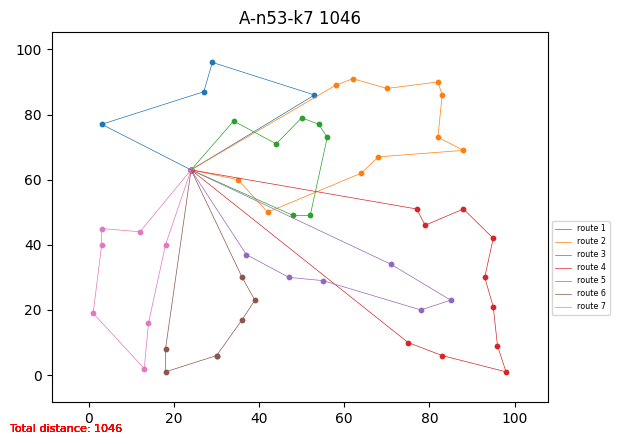 A-n53-k7 1046
100
80
60
40
20
0
0 20 40 60 80 100
route 1
route 2
route 3
route 4
route 5
route 6
route 7
Total distance: 1046